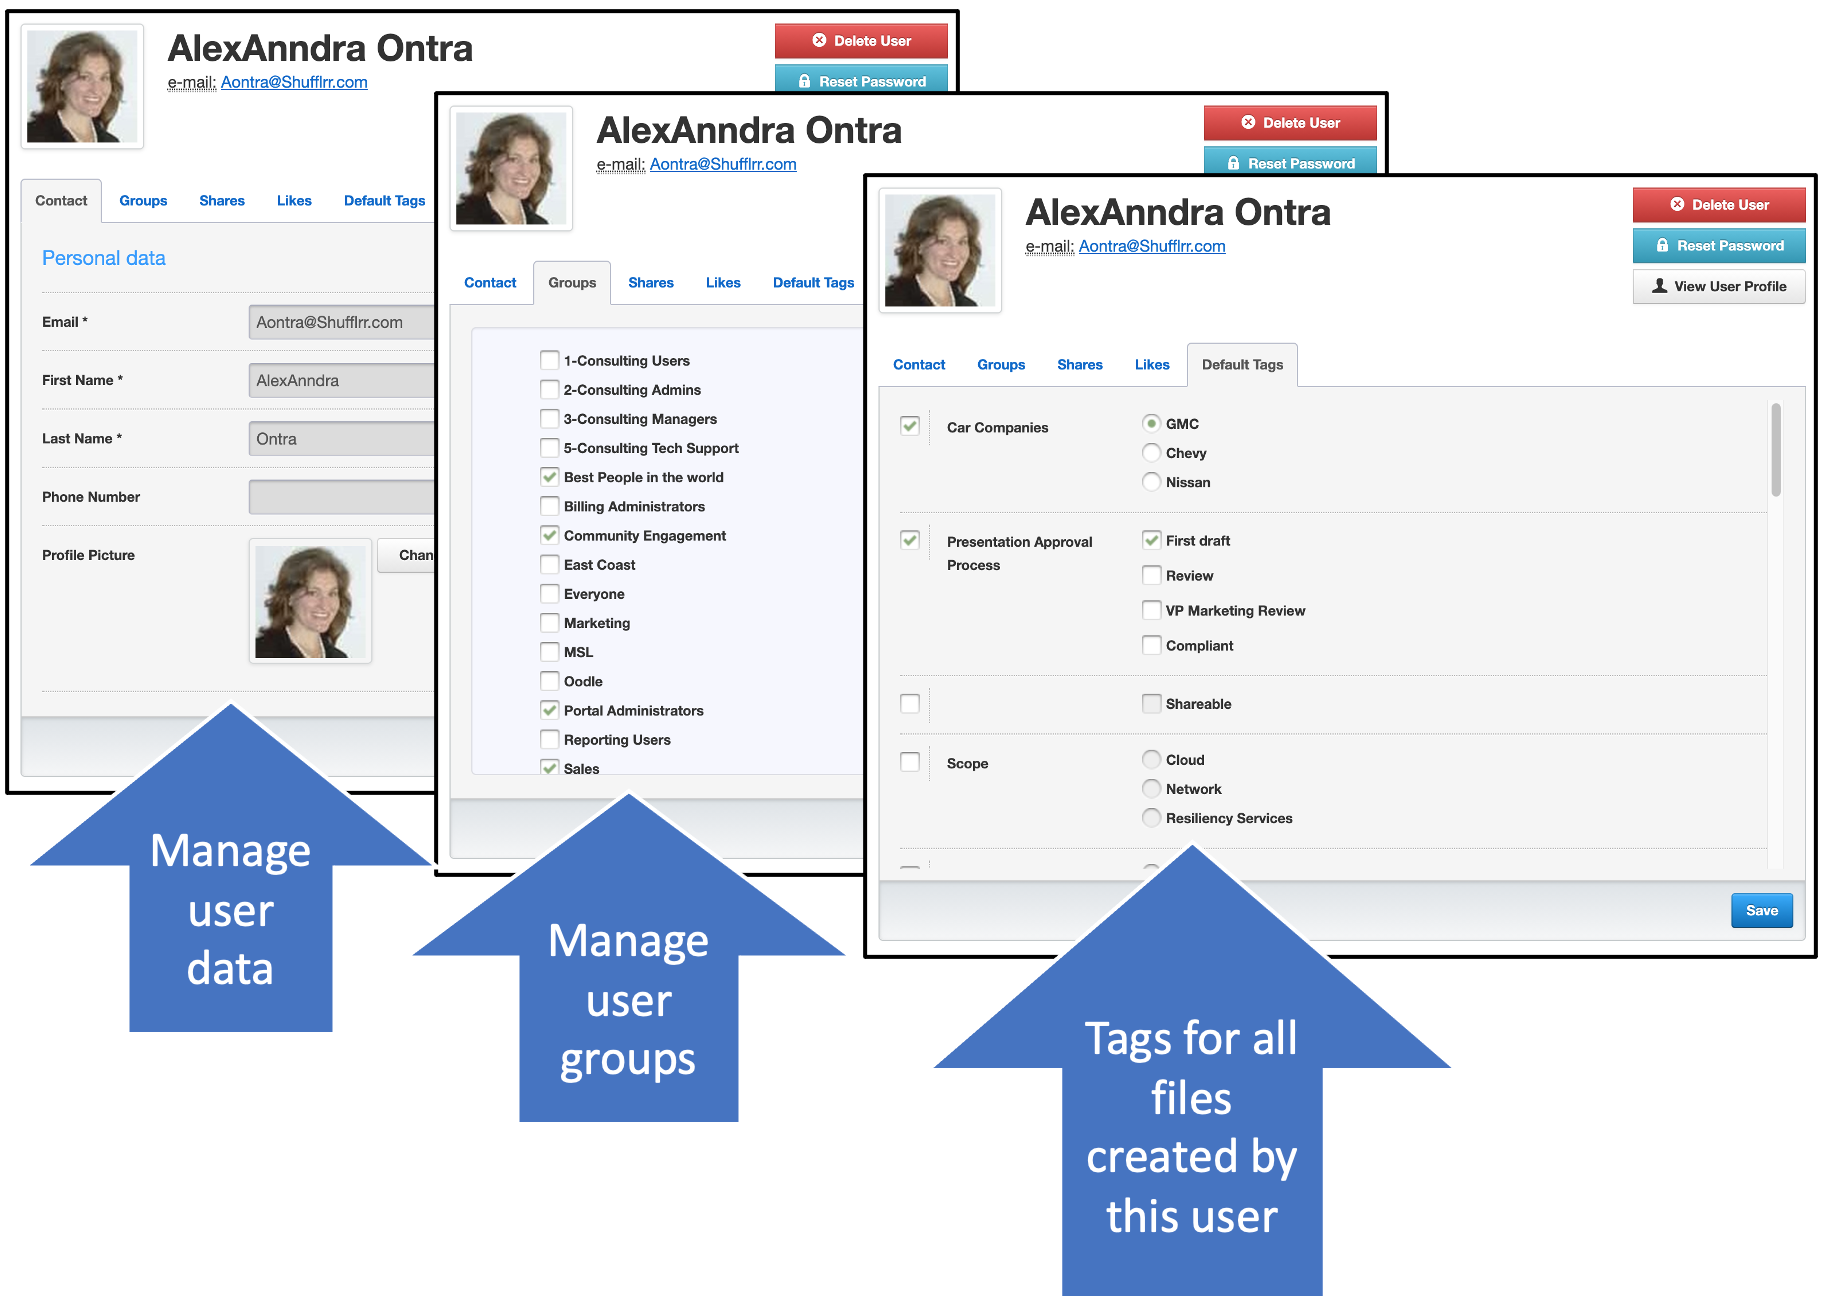 AlexAnndra Ontra
e-mail: Aontra@Shufflrr.com
Delete User
Reset Password
Contact Groups Shares Likes Default Tags
Personal data
Email * Aontra@Shufflrr.com
First Name * AlexAnndra
Last Name * Ontra
Phone Number
Profile Picture Chan
Manage
user
data
AlexAnndra Ontra
e-mail: Aontra@Shufflrr.com
Delete User
Reset Password
Contact Groups Shares Likes Default Tags
1-Consulting Users
2-Consulting Admins
3-Consulting Managers
5-Consulting Tech Support
Best People in the world
Billing Administrators
Community Engagement
East Coast
Everyone
Marketing
MSL
Oodle
Portal Administrators
Reporting Users
Sales
Manage
user
groups
AlexAnndra Ontra
e-mail: Aontra@Shufflrr.com
Delete User
Reset Password
View User Profile
Contact Groups Shares Likes Default Tags
Car Companies GMC
Chevy
Nissan
Presentation Approval First draft
Process
Review
VP Marketing Review
Compliant
Shareable
Scope Cloud
Network
Resiliency Services
Save
Tags for all
files
created by
this user